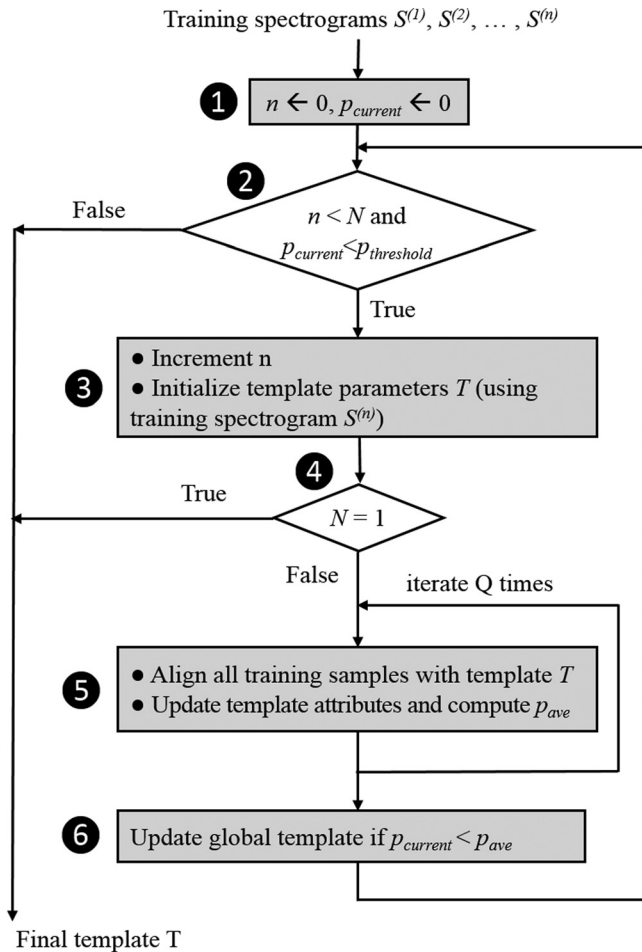 Training spectrograms S(1), S(2), … , S(n)
1
n ← 0, pcurrent ← 0
2
False
n < N and
pcurrent<pthreshold
True
3
● Increment n
● Initialize template parameters T (using
training spectrogram S(n))
4
True
N = 1
False
iterate Q times
5
● Align all training samples with template T
● Update template attributes and compute pave
6
Update global template if pcurrent < pave
Final template T